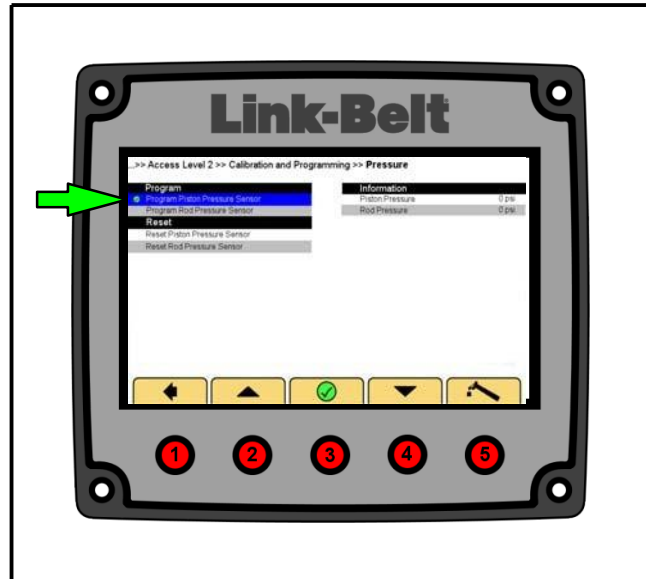 Link-Belt
...>> Access Level 2 >> Calibration and Programming >> Pressure
Program
Program Piston Pressure Sensor
Program Rod Pressure Sensor
Reset
Reset Piston Pressure Sensor
Reset Rod Pressure Sensor
Information
Piston Pressure 0 psi
Rod Pressure 0 psi
1 2 3 4 5